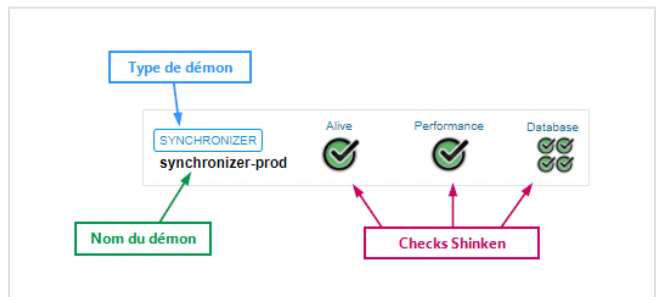 Type de démon
Alive
Performance
Database
SYNCHRONIZER
synchronizer-prod
Nom du démon
Checks Shinken